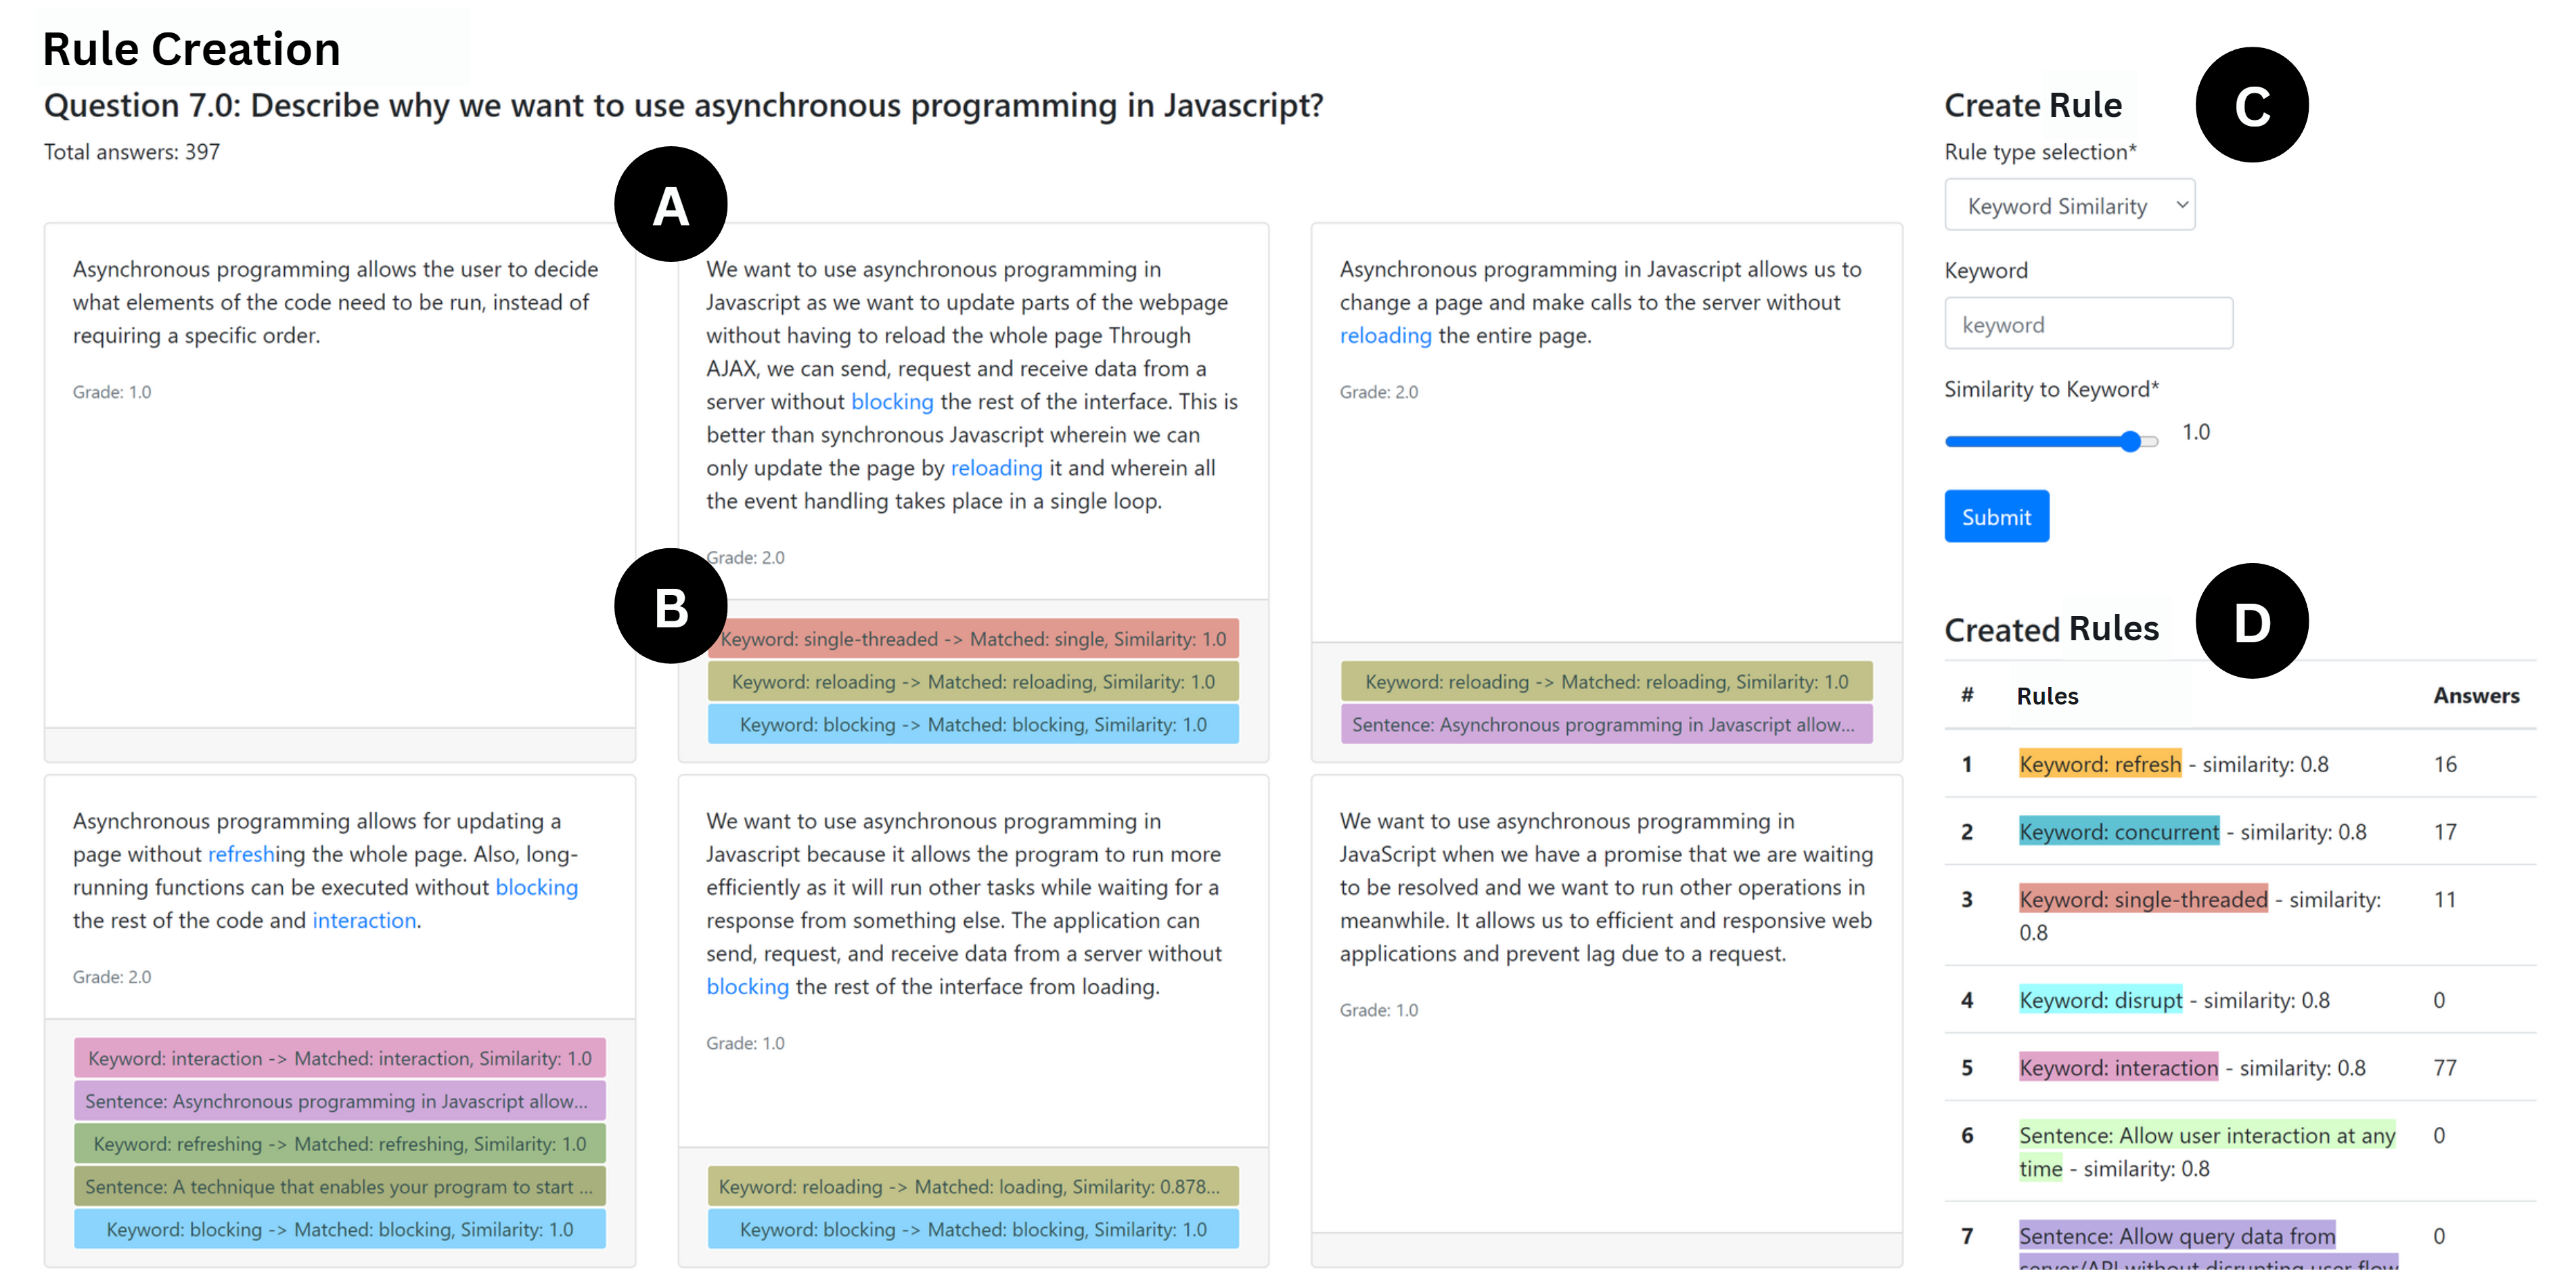 Rule Creation
Question 7.0: Describe why we want to use asynchronous programming in Javascript?
Total answers: 397
A
Asynchronous programming allows the user to decide
what elements of the code need to be run, instead of
requiring a specific order.
Grade: 1.0
We want to use asynchronous programming in
Javascript as we want to update parts of the webpage
without having to reload the whole page Through
AJAX, we can send, request and receive data from a
server without blocking the rest of the interface. This is
better than synchronous Javascript wherein we can
only update the page by reloading it and wherein all
the event handling takes place in a single loop.
Grade: 2.0
B
Keyword: single-threaded -> Matched: single, Similarity: 1.0
Keyword: reloading -> Matched: reloading, Similarity: 1.0
Keyword: blocking -> Matched: blocking, Similarity: 1.0
Asynchronous programming in Javascript allows us to
change a page and make calls to the server without
reloading the entire page.
Grade: 2.0
Keyword: reloading -> Matched: reloading, Similarity: 1.0
Sentence: Asynchronous programming in Javascript allow...
Asynchronous programming allows for updating a
page without refreshing the whole page. Also, long-
running functions can be executed without blocking
the rest of the code and interaction.
Grade: 2.0
Keyword: interaction -> Matched: interaction, Similarity: 1.0
Sentence: Asynchronous programming in Javascript allow...
Keyword: refreshing -> Matched: refreshing, Similarity: 1.0
Sentence: A technique that enables your program to start ...
Keyword: blocking -> Matched: blocking, Similarity: 1.0
We want to use asynchronous programming in
Javascript because it allows the program to run more
efficiently as it will run other tasks while waiting for a
response from something else. The application can
send, request, and receive data from a server without
blocking the rest of the interface from loading.
Grade: 1.0
Keyword: reloading -> Matched: loading, Similarity: 0.878...
Keyword: blocking -> Matched: blocking, Similarity: 1.0
We want to use asynchronous programming in
JavaScript when we have a promise that we are waiting
to be resolved and we want to run other operations in
meanwhile. It allows us to efficient and responsive web
applications and prevent lag due to a request.
Grade: 1.0
Create Rule
C
Rule type selection*
Keyword Similarity
Keyword
keyword
Similarity to Keyword*
1.0
Submit
Created Rules
D
# Rules Answers
1 Keyword: refresh - similarity: 0.8 16
2 Keyword: concurrent - similarity: 0.8 17
3 Keyword: single-threaded - similarity: 11
0.8
4 Keyword: disrupt - similarity: 0.8 0
5 Keyword: interaction - similarity: 0.8 77
6 Sentence: Allow user interaction at any 0
time - similarity: 0.8
7 Sentence: Allow query data from 0
server/API without disrupting user flow